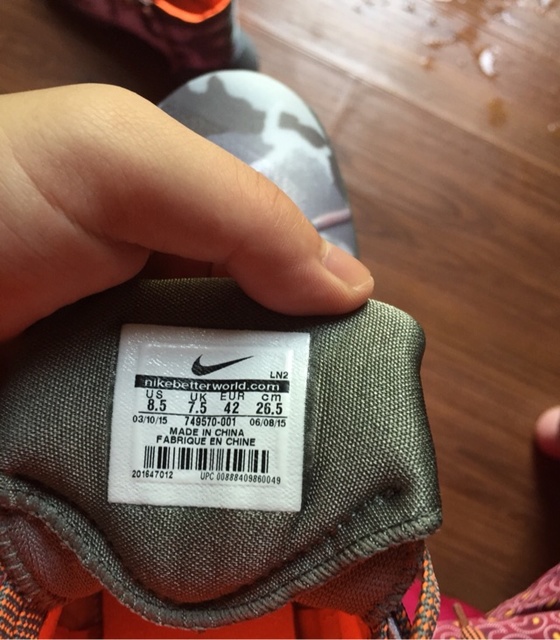 LN2
nikebetterworld.com
US UK EUR cm
8.5 7.5 42 26.5
03/10/15 749570-001 06/08/15
MADE IN CHINA
FABRIQUE EN CHINE
201647012 UPC 00888409860049